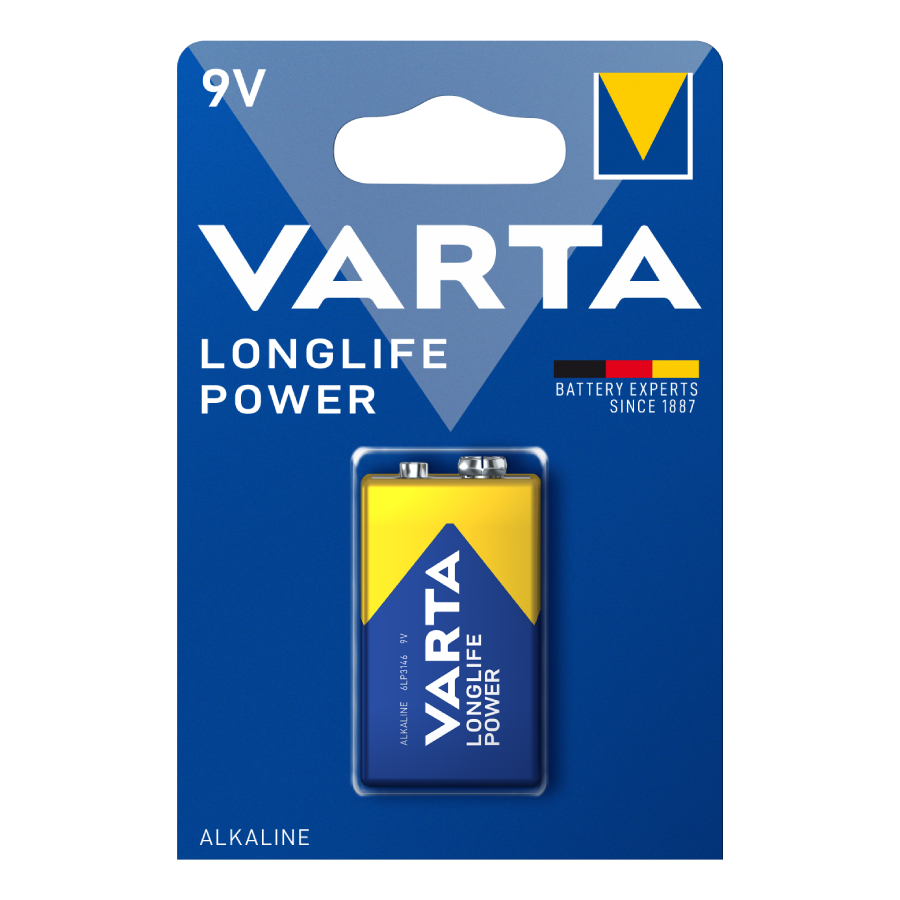 9V
VARTA
LONGLIFE
POWER
BATTERY EXPERTS
SINCE 1887
ALKALINE 6LP3146 9V
VARTA
LONGLIFE
POWER
ALKALINE